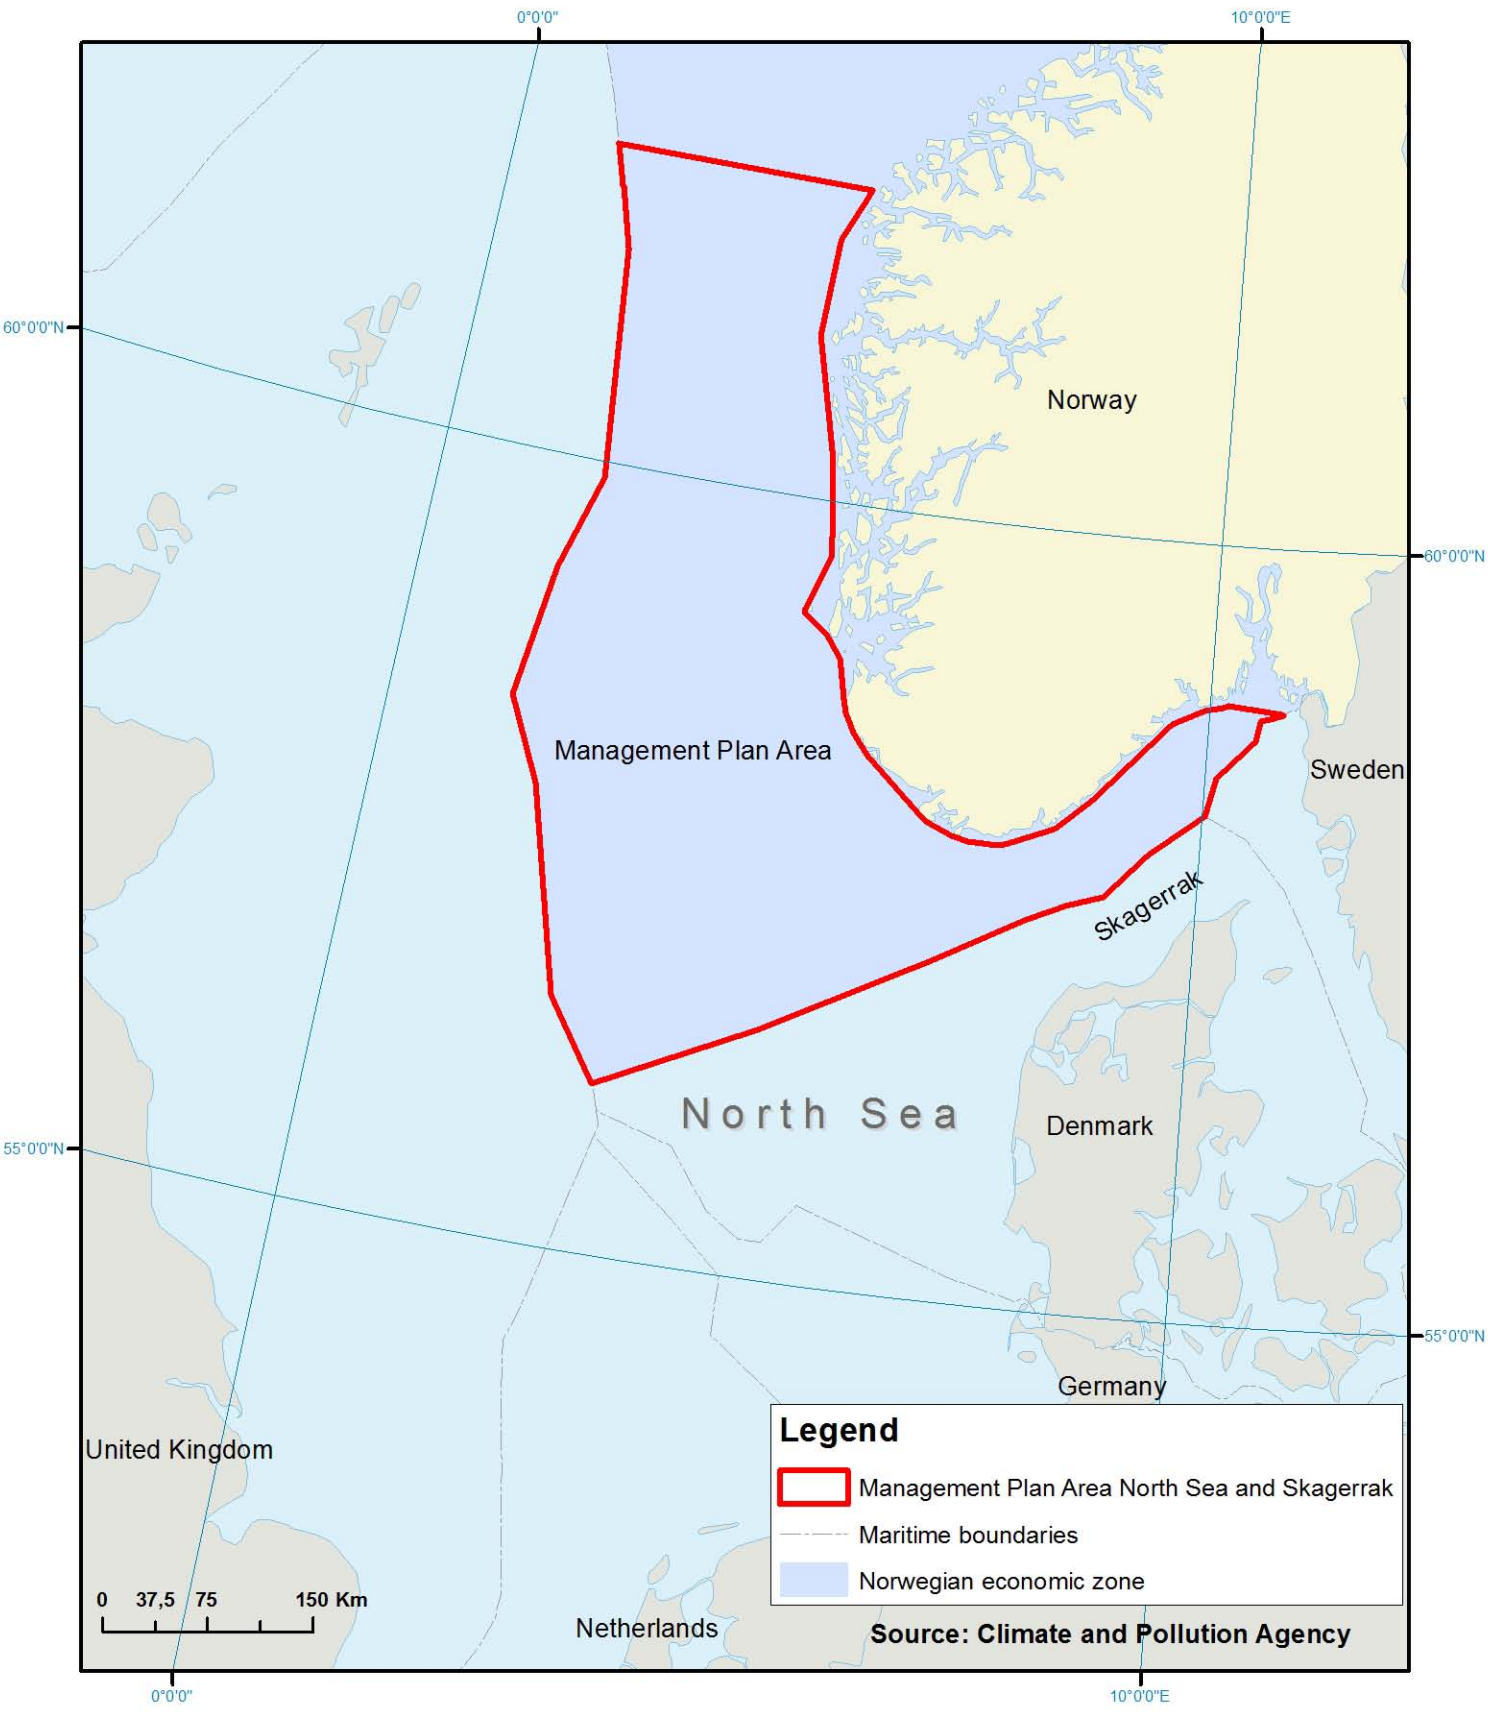 0°0'0"
10°0'0"E
60°0'0"N
Norway
60°0'0"N
Management Plan Area
Sweden
Skagerrak
North Sea
Denmark
55°0'0"N
55°0'0"N
Germany
Legend
United Kingdom
Management Plan Area North Sea and Skagerrak
Maritime boundaries
Norwegian economic zone
0 37,5 75 150 Km
Netherlands
Source: Climate and Pollution Agency
0°0'0"
10°0'0"E